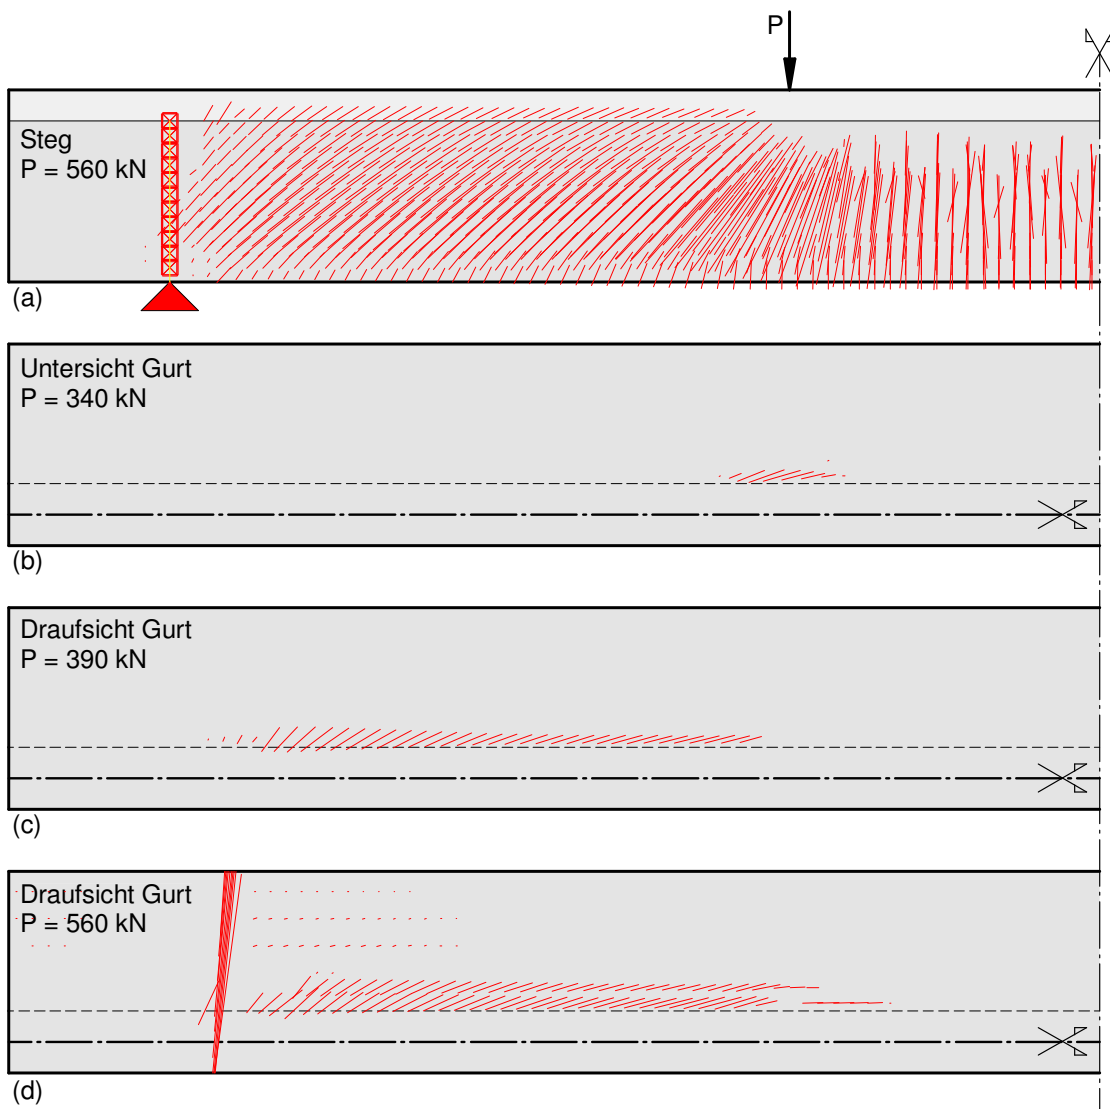 P
Steg
P = 560 kN
(a)
Untersicht Gurt
P = 340 kN
(b)
Draufsicht Gurt
P = 390 kN
(c)
Draufsicht Gurt
P = 560 kN
(d)